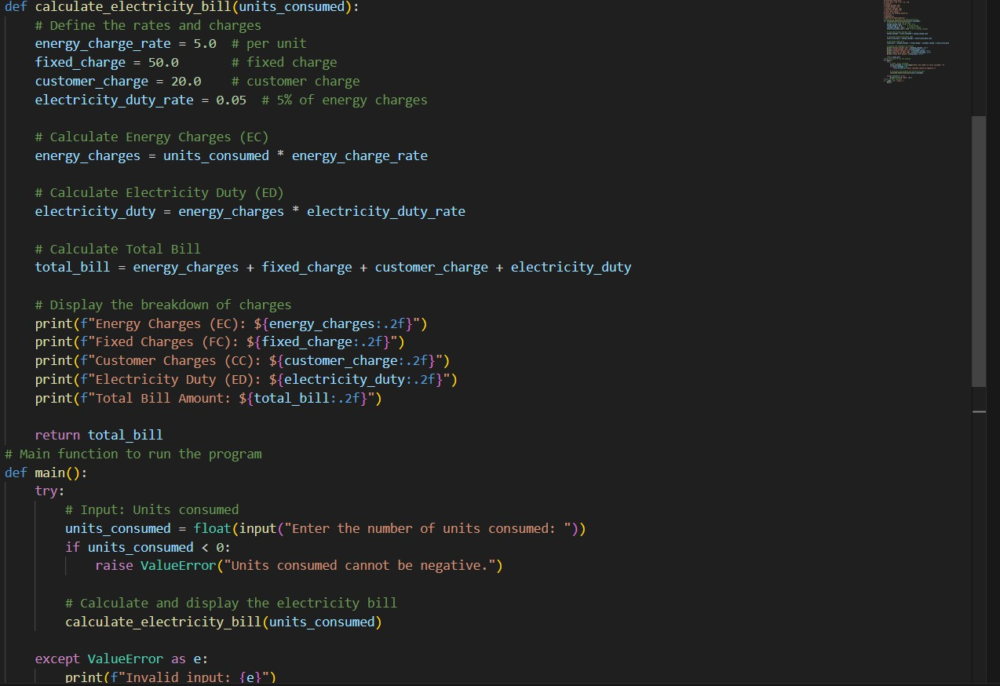 def calculate_electricity_bill(units_consumed):
    # Define the rates and charges
    energy_charge_rate = 5.0  # per unit
    fixed_charge = 50.0       # fixed charge
    customer_charge = 20.0    # customer charge
    electricity_duty_rate = 0.05  # 5% of energy charges
    # Calculate Energy Charges (EC)
    energy_charges = units_consumed * energy_charge_rate
    # Calculate Electricity Duty (ED)
    electricity_duty = energy_charges * electricity_duty_rate
    # Calculate Total Bill
    total_bill = energy_charges + fixed_charge + customer_charge + electricity_duty
    # Display the breakdown of charges
    print(f"Energy Charges (EC): ${energy_charges:.2f}")
    print(f"Fixed Charges (FC): ${fixed_charge:.2f}")
    print(f"Customer Charges (CC): ${customer_charge:.2f}")
    print(f"Electricity Duty (ED): ${electricity_duty:.2f}")
    print(f"Total Bill Amount: ${total_bill:.2f}")
    return total_bill
# Main function to run the program
def main():
    try:
        # Input: Units consumed
        units_consumed = float(input("Enter the number of units consumed: "))
        if units_consumed < 0:
            raise ValueError("Units consumed cannot be negative.")
        # Calculate and display the electricity bill
        calculate_electricity_bill(units_consumed)
    except ValueError as e:
        print(f"Invalid input: {e}")